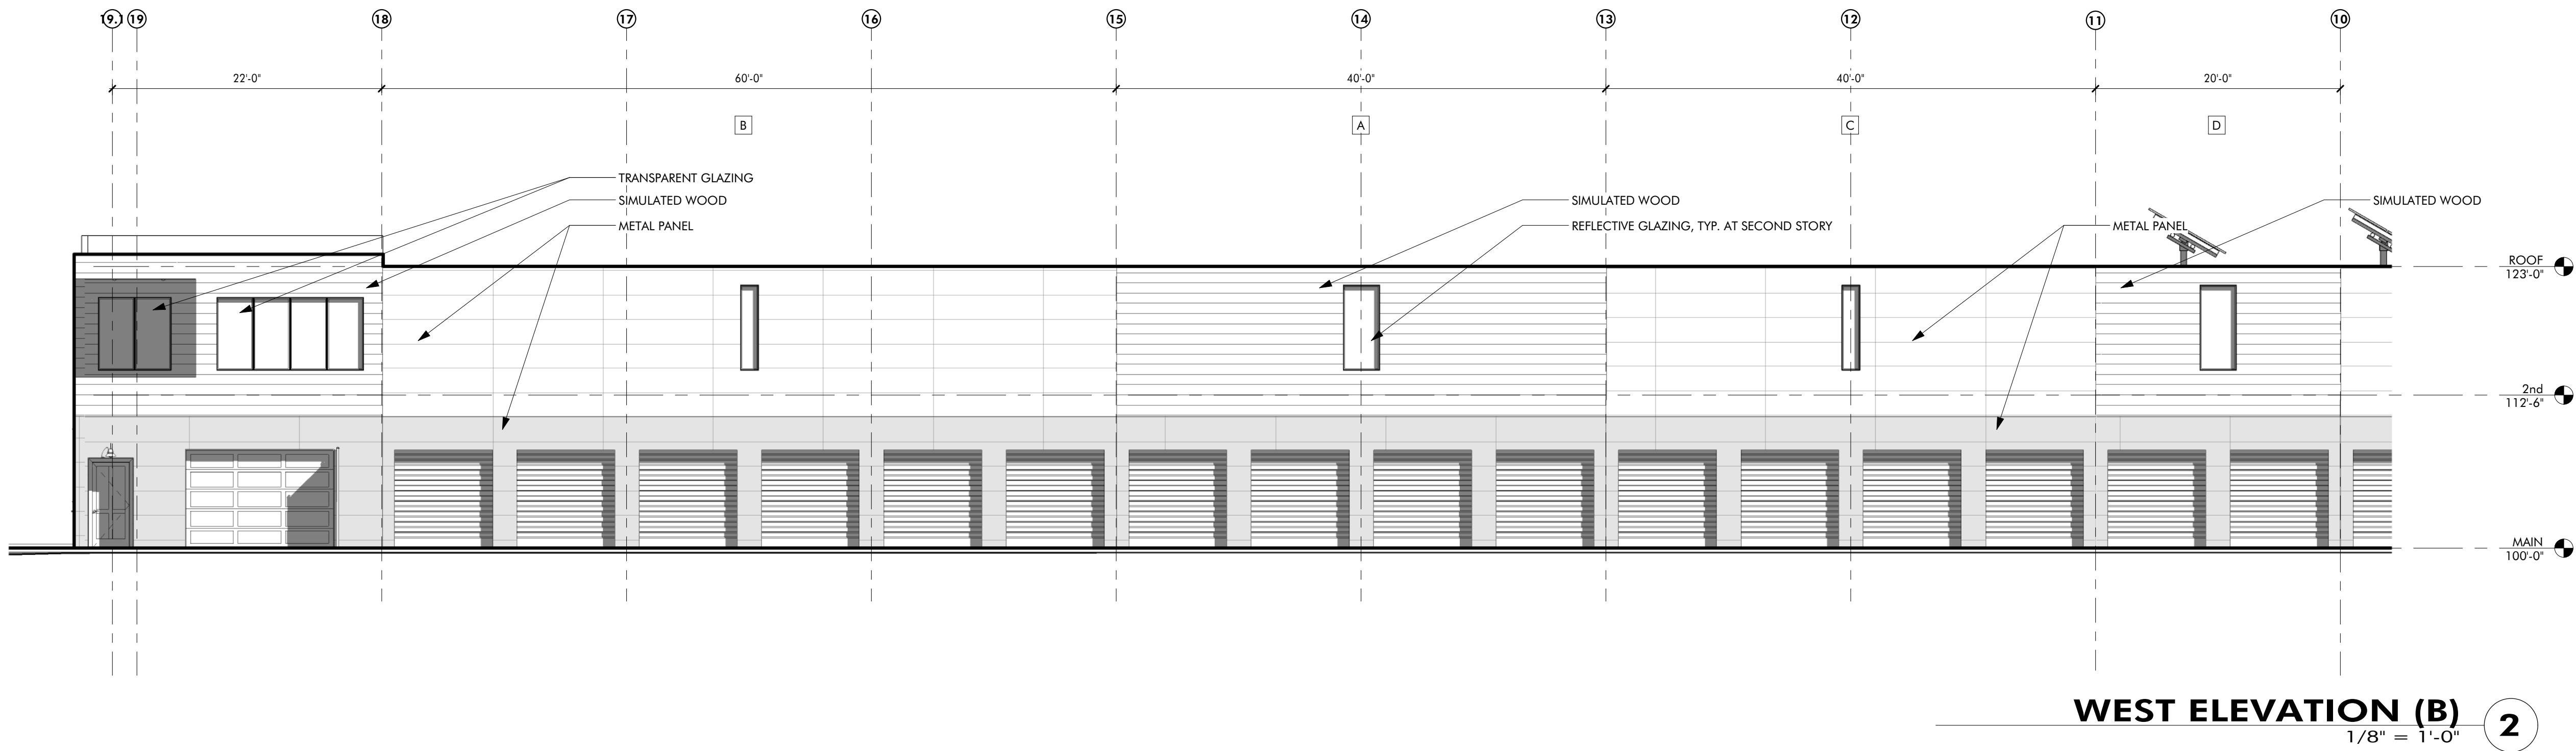 19.1 19 18 17 16 15 14 13 12 11 10
22'-0" 60'-0" 40'-0" 40'-0" 20'-0"
B A C D
TRANSPARENT GLAZING
SIMULATED WOOD
METAL PANEL
SIMULATED WOOD
REFLECTIVE GLAZING, TYP. AT SECOND STORY
SIMULATED WOOD
METAL PANEL
ROOF
123'-0"
2nd
112'-6"
MAIN
100'-0"
WEST ELEVATION (B)
1/8" = 1'-0"
2